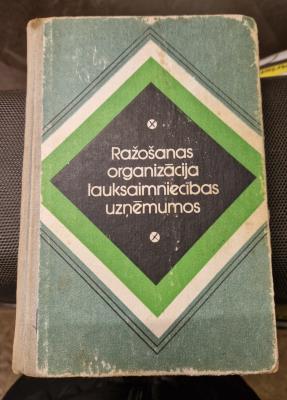 Ražošanas
organizācija
lauksaimniecības
uzņēmumos